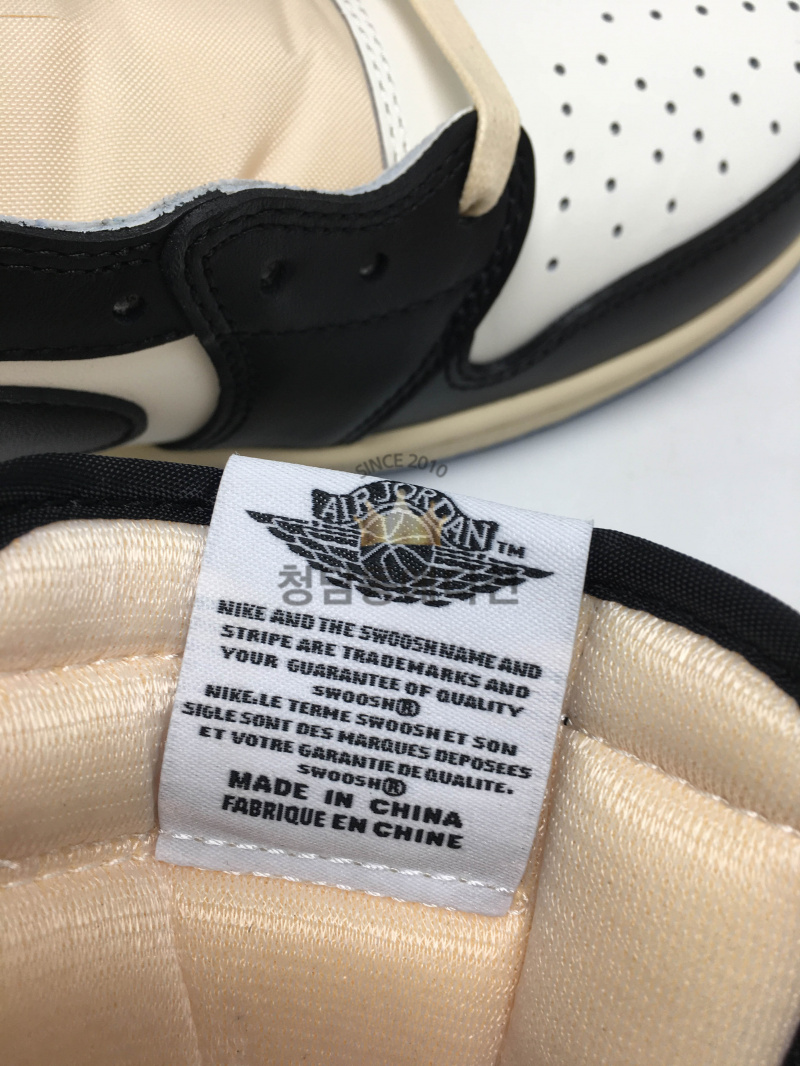 SINCE 2010
AIR JORDAN TM
NIKE AND THE SWOOSH NAME AND
STRIPE ARE TRADEMARKS AND
YOUR GUARANTEE OF QUALITY
SWOOSH®
NIKE:LE TERME SWOOSH ET SON
SIGLE SONT DES MARQUES DEPOSEES
ET VOTRE GARANTIE DE QUALITE.
SWOOSH®
MADE IN CHINA
FABRIQUE EN CHINE